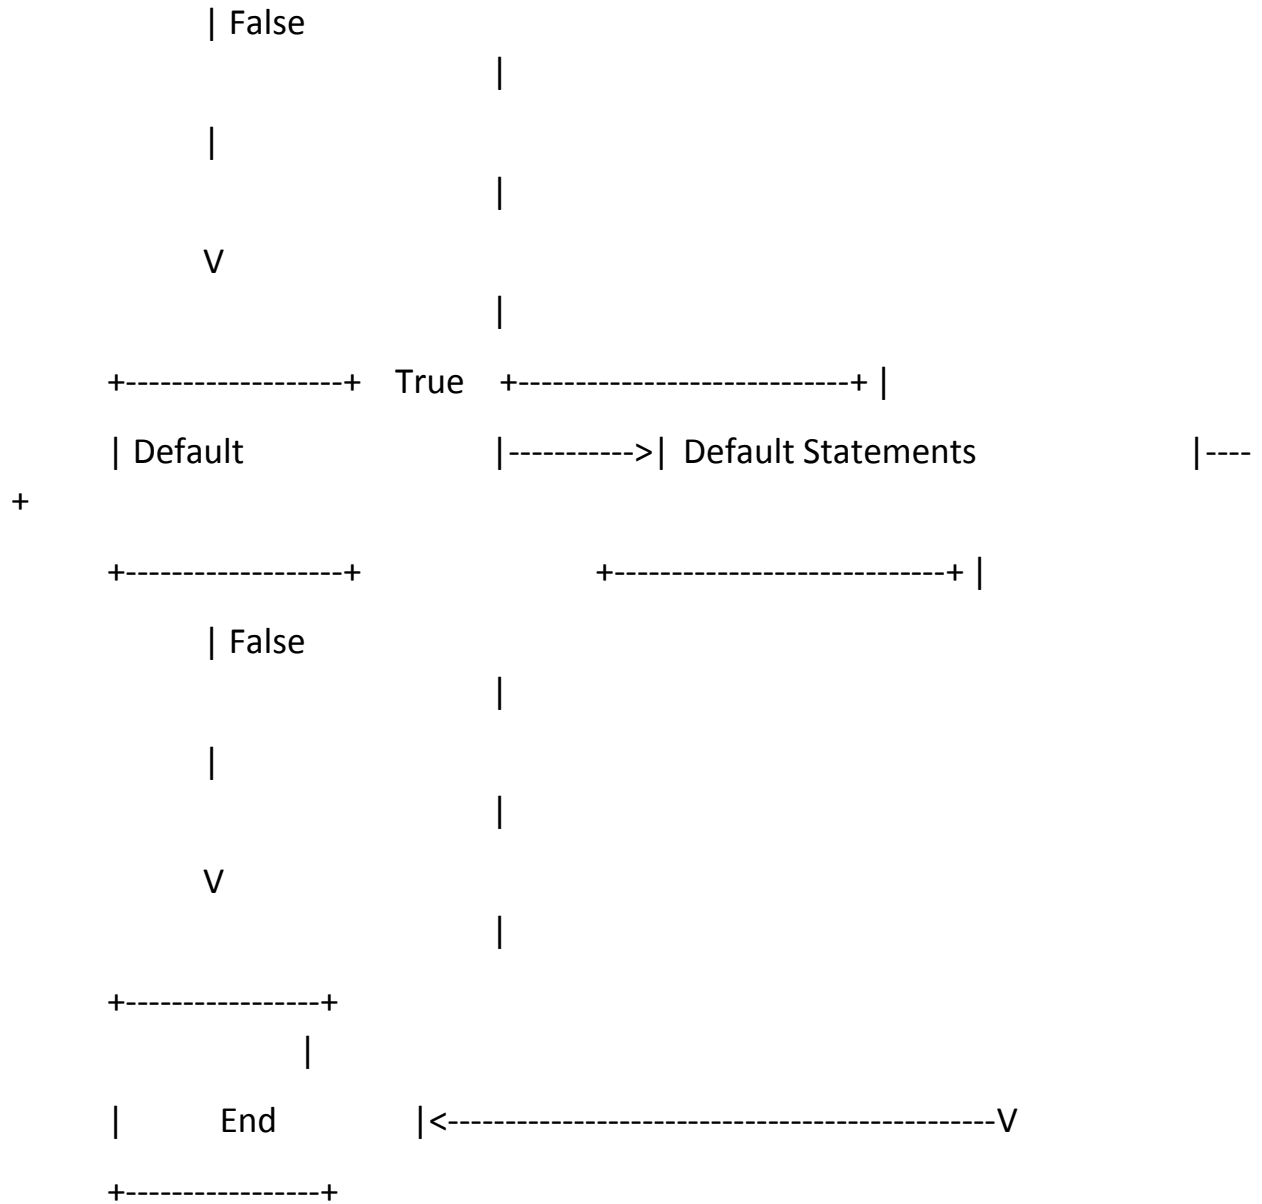 | False
|
|
|
V
|
+-------------------+ True +-----------------------------+ |
| Default |----------->| Default Statements |----
+
+-------------------+ +-----------------------------+ |
| False
|
|
|
V
|
+-----------------+
|
| End |<------------------------------------------------V
+-----------------+